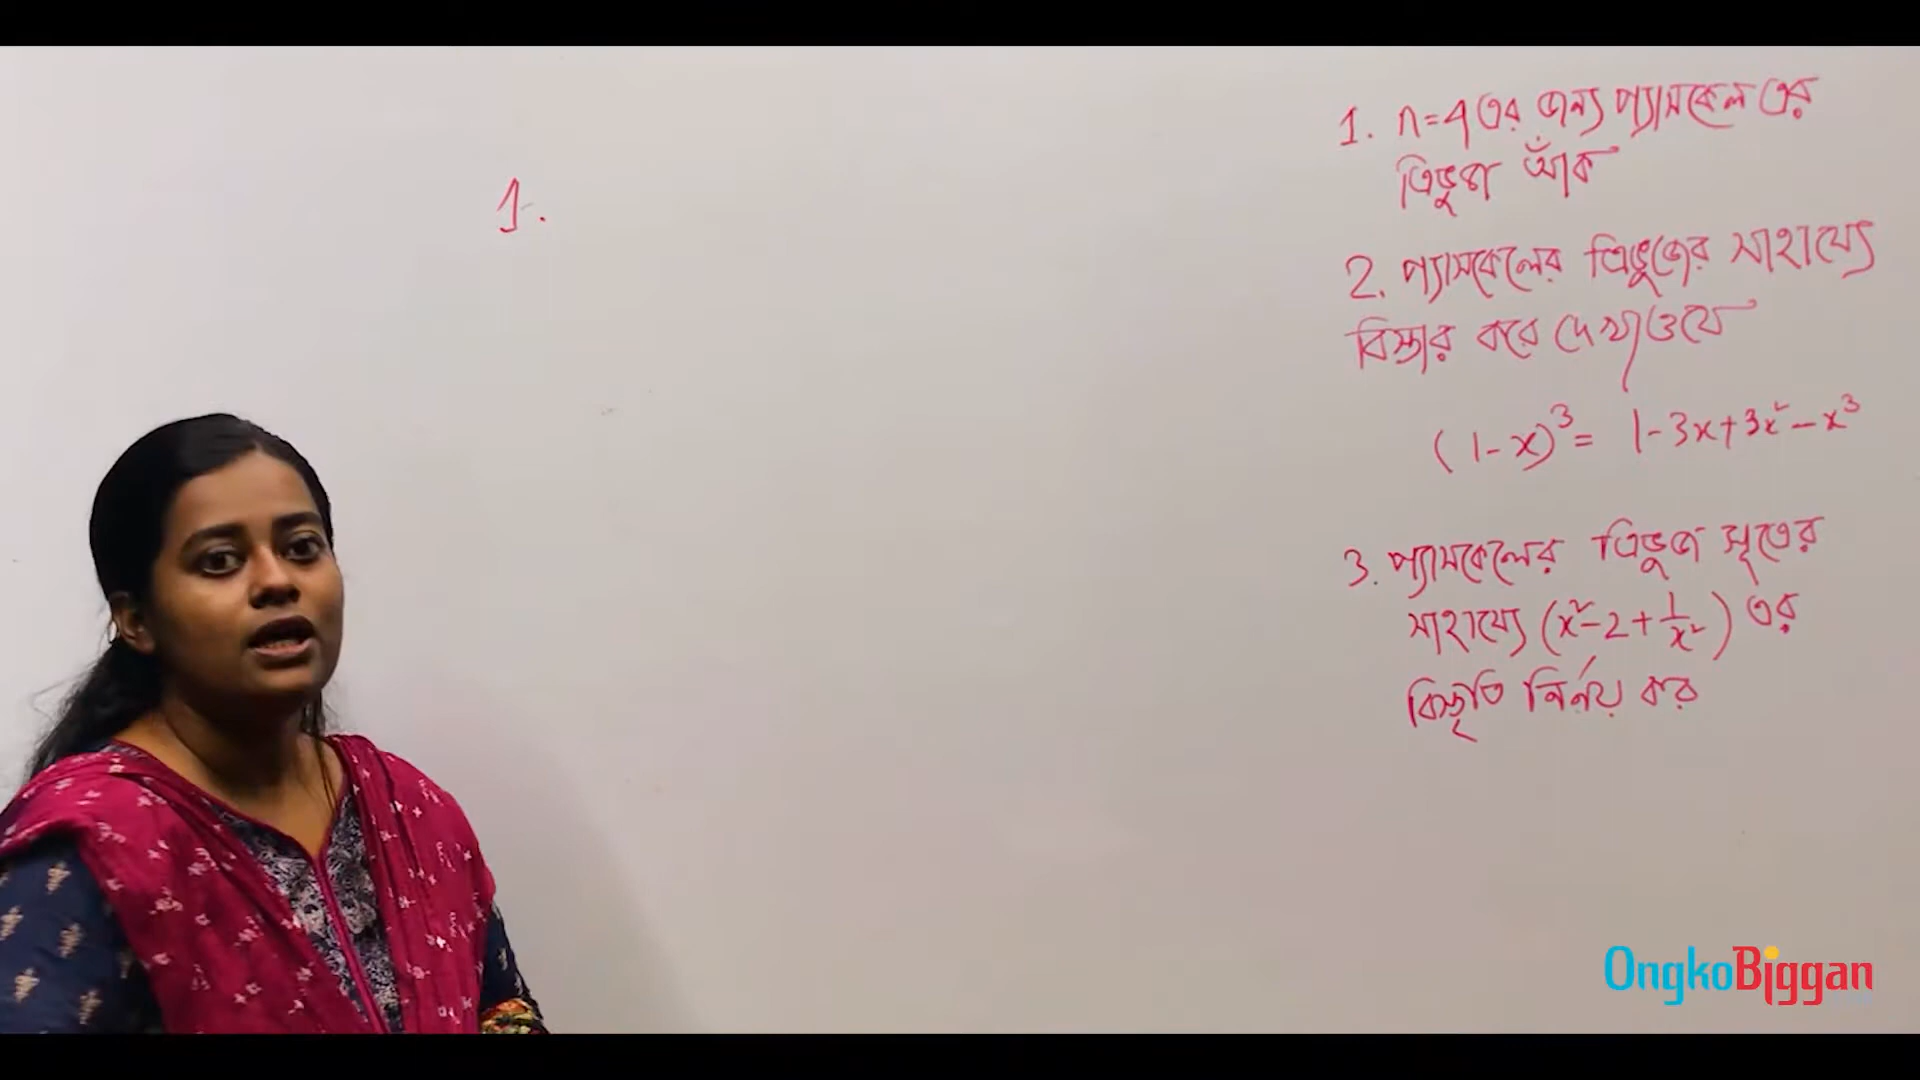 1.
1. n=4 এর জন্য প্যাসকেল এর
ত্রিভুজ আঁক
2. প্যাসকেলের ত্রিভুজের সাহায্যে
বিস্তার করে দেখাও যে
(1-x)³ = 1-3x+3x²-x³
3. প্যাসকেলের ত্রিভুজ সূত্রের
সাহায্যে (x²-2+1/x²) এর
বিস্তৃতি নির্ণয় কর
OngkoBiggan